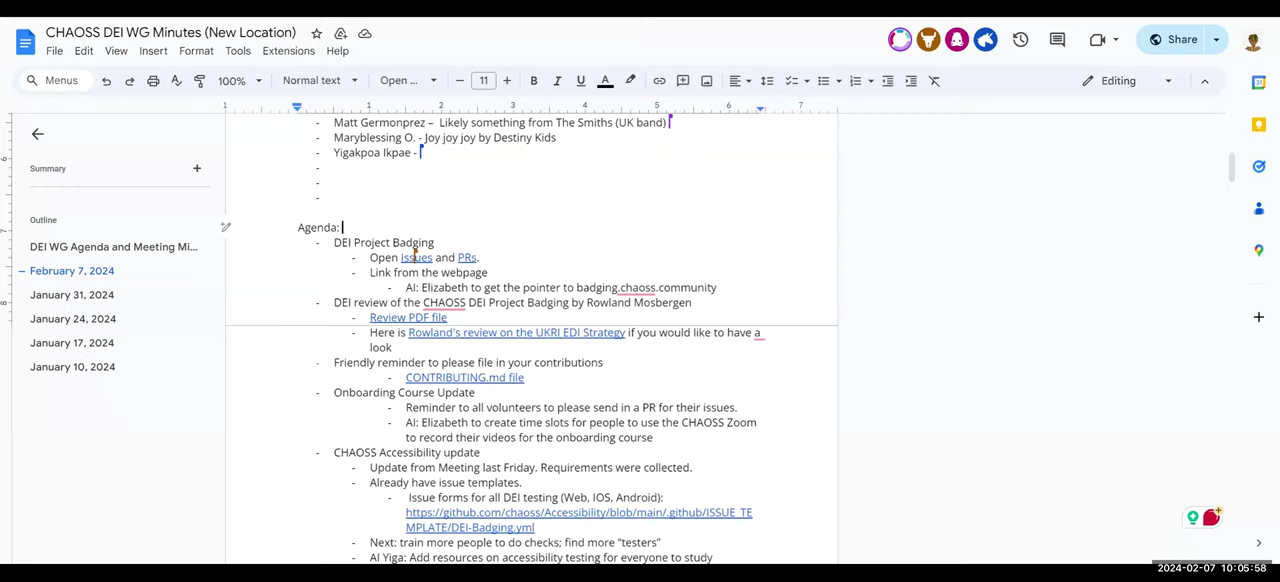 CHAOSS DEI WG Minutes (New Location)
Share
File Edit View Insert Format Tools Extensions Help
Menus 100% Normal text Open ... 11 B I U A Editing
1 1 2 3 4 5 6 7
- Matt Germonprez – Likely something from The Smiths (UK band)
- Maryblessing O. - Joy joy joy by Destiny Kids
- Yigakpoa Ikpae -
-
-
-
Summary
Outline
DEI WG Agenda and Meeting Mi...
February 7, 2024
January 31, 2024
January 24, 2024
January 17, 2024
January 10, 2024
Agenda:
- DEI Project Badging
- Open Issues and PRs.
- Link from the webpage
- AI: Elizabeth to get the pointer to badging.chaoss.community
- DEI review of the CHAOSS DEI Project Badging by Rowland Mosbergen
- Review PDF file
- Here is Rowland's review on the UKRI EDI Strategy if you would like to have a
look
- Friendly reminder to please file in your contributions
- CONTRIBUTING.md file
- Onboarding Course Update
- Reminder to all volunteers to please send in a PR for their issues.
- AI: Elizabeth to create time slots for people to use the CHAOSS Zoom
to record their videos for the onboarding course
- CHAOSS Accessibility update
- Update from Meeting last Friday. Requirements were collected.
- Already have issue templates.
- Issue forms for all DEI testing (Web, IOS, Android):
https://github.com/chaoss/Accessibility/blob/main/.github/ISSUE_TE
MPLATE/DEI-Badging.yml
- Next: train more people to do checks; find more “testers”
- AI Yiga: Add resources on accessibility testing for everyone to study
6
7
8
2024-02-07 10:05:58